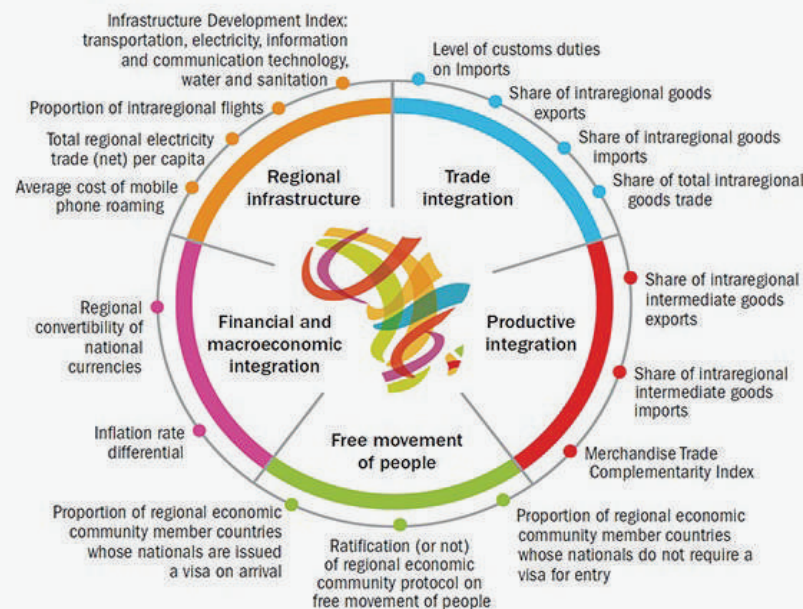 Infrastructure Development Index:
transportation, electricity, information
and communication technology,
water and sanitation
Proportion of intraregional flights
Total regional electricity
trade (net) per capita
Average cost of mobile
phone roaming
Regional
infrastructure
Level of customs duties
on Imports
Share of intraregional goods
exports
Share of intraregional goods
imports
Share of total intraregional
goods trade
Trade
integration
Share of intraregional
intermediate goods
exports
Share of intraregional
intermediate goods
imports
Merchandise Trade
Complementarity Index
Productive
integration
Regional
convertibility of
national
currencies
Inflation rate
differential
Financial and
macroeconomic
integration
Free movement
of people
Proportion of regional economic
community member countries
whose nationals are issued
a visa on arrival
Ratification (or not)
of regional economic
community protocol on
free movement of people
Proportion of regional economic
community member countries
whose nationals do not require a
visa for entry